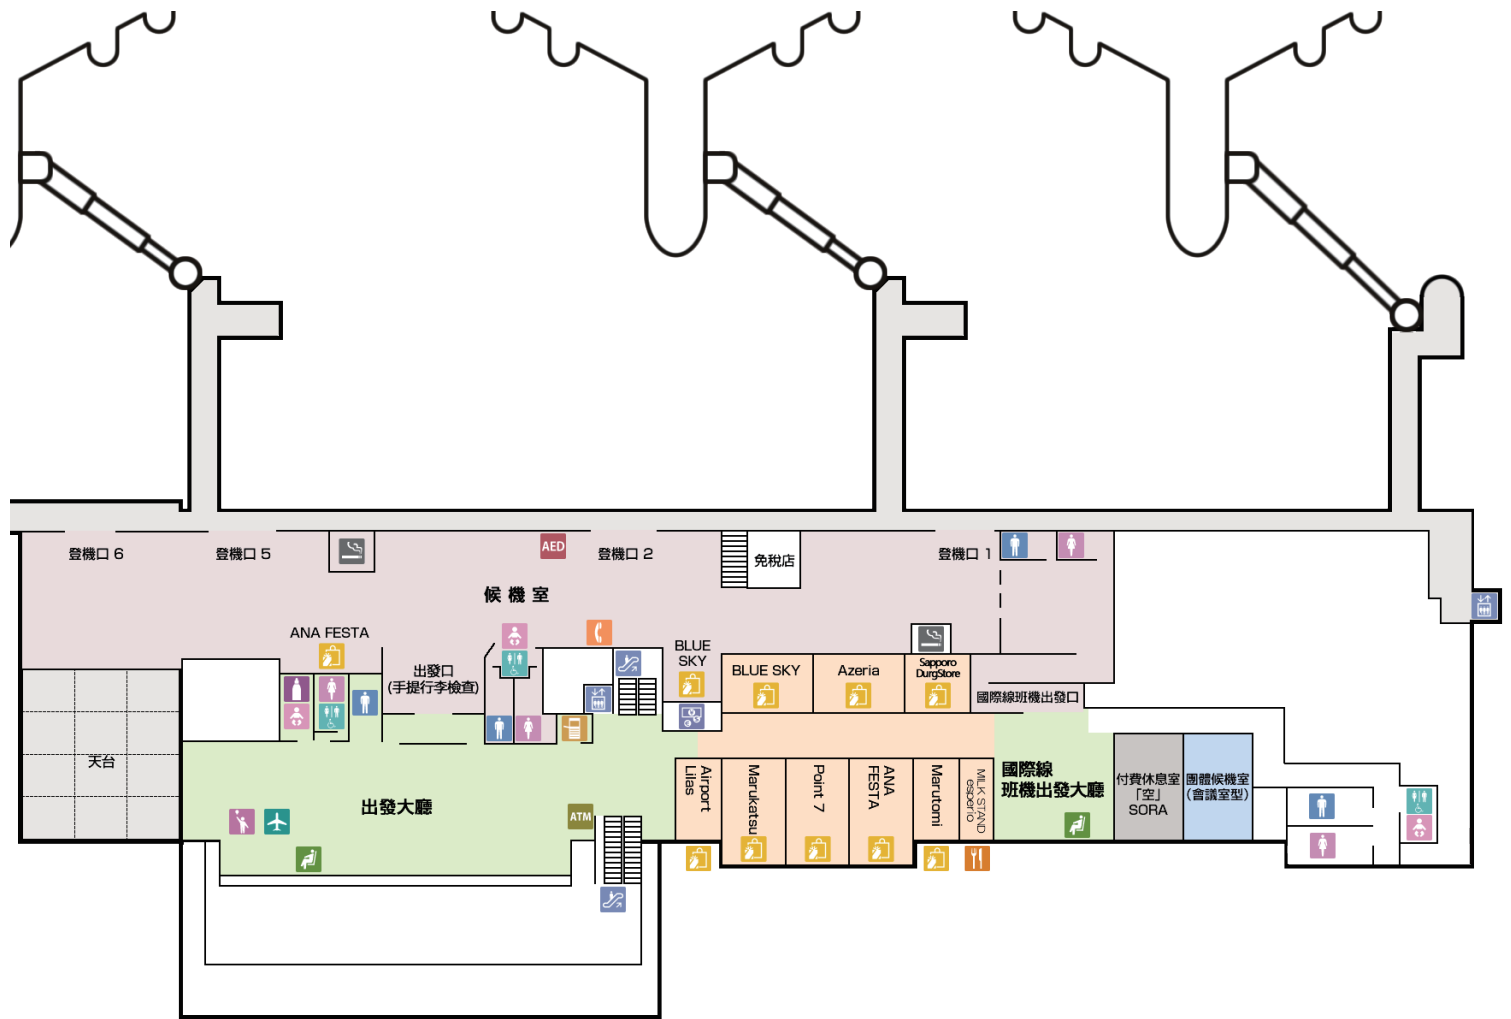 登機口 6
登機口 5
AED
登機口 2
免稅店
登機口 1
候機室
ANA FESTA
出發口
(手提行李檢查)
BLUE
SKY
BLUE SKY
Azeria
Sapporo
DurgStore
國際線班機出發口
天台
出發大廳
ATM
Airport
Lilas
Marukatsu
Point 7
ANA
FESTA
Marutomi
MILK STAND
esperio
國際線
班機出發大廳
付費休息室
「空」
SORA
團體候機室
(會議室型)